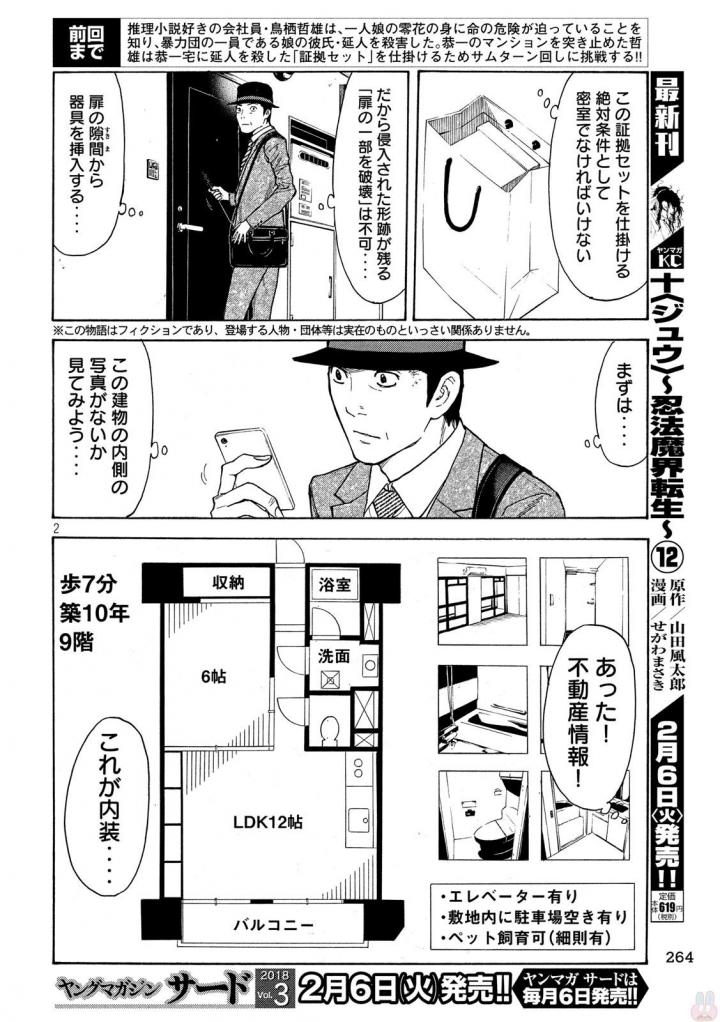 前回
まで
推理小説好きの会社員・鳥栖哲雄は、一人娘の零花の身に命の危険が迫っていることを
知り、暴力団の一員である娘の彼氏・延人を殺害した。恭一のマンションを突き止めた哲
雄は恭一宅に延人を殺した「証拠セット」を仕掛けるためサムターン回しに挑戦する!!
この証拠セットを仕掛ける
絶対条件として
密室でなければいけない
だから侵入された形跡が残る
「扉の一部を破壊」は不可‥‥
扉の隙間から
すきま
器具を挿入する‥‥
※この物語はフィクションであり、登場する人物・団体等は実在のものといっさい関係ありません。
まずは‥‥
この建物の内側の
写真がないか
見てみよう‥‥
2
あった!
不動産情報!
歩7分
築10年
9階
収納
浴室
洗面
6帖
LDK12帖
バルコニー
これが内装‥‥
・エレベーター有り
・敷地内に駐車場空き有り
・ペット飼育可(細則有)
最新刊
ヤンマガ
KC
十〈ジュウ〉~忍法魔界転生~⑫
原作/山田風太郎
漫画/せがわまさき
2月6日〈火〉発売!!
定価
本体619円
(税別)
264
ヤングマガジン サード 2018 Vol.3 2月6日(火)発売!! ヤンマガ サードは
毎月6日発売!!